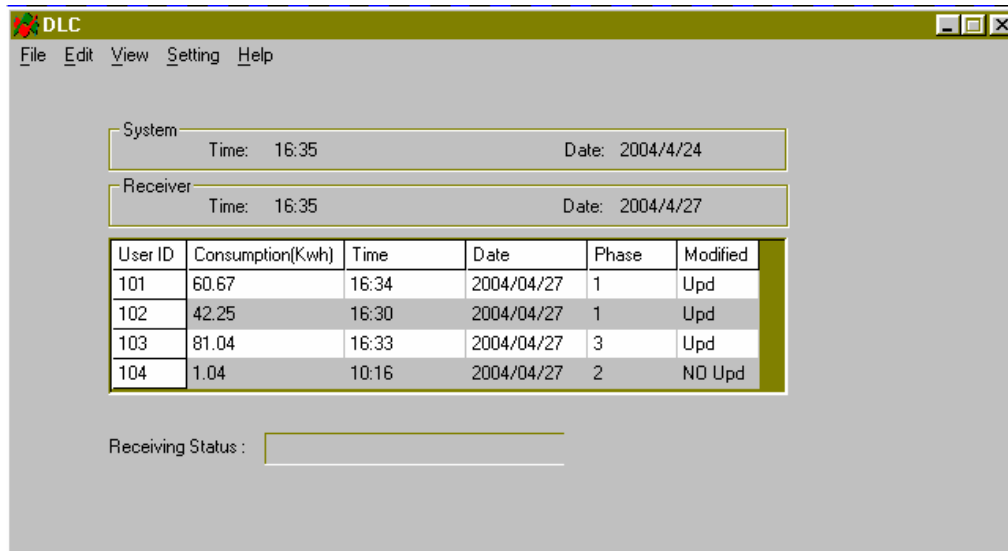 DLC
File Edit View Setting Help
System
Time: 16:35 Date: 2004/4/24
Receiver
Time: 16:35 Date: 2004/4/27
User ID Consumption(Kwh) Time Date Phase Modified
101 60.67 16:34 2004/04/27 1 Upd
102 42.25 16:30 2004/04/27 1 Upd
103 81.04 16:33 2004/04/27 3 Upd
104 1.04 10:16 2004/04/27 2 NO Upd
Receiving Status :